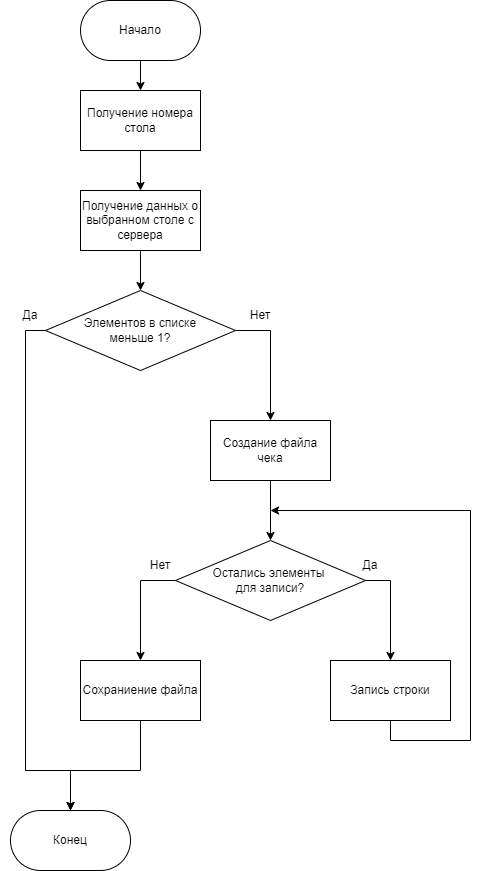 Начало
Получение номера
стола
Получение данных о
выбранном столе с
сервера
Да
Элементов в списке
меньше 1?
Нет
Создание файла
чека
Нет
Остались элементы
для записи?
Да
Сохраниение файла
Запись строки
Конец